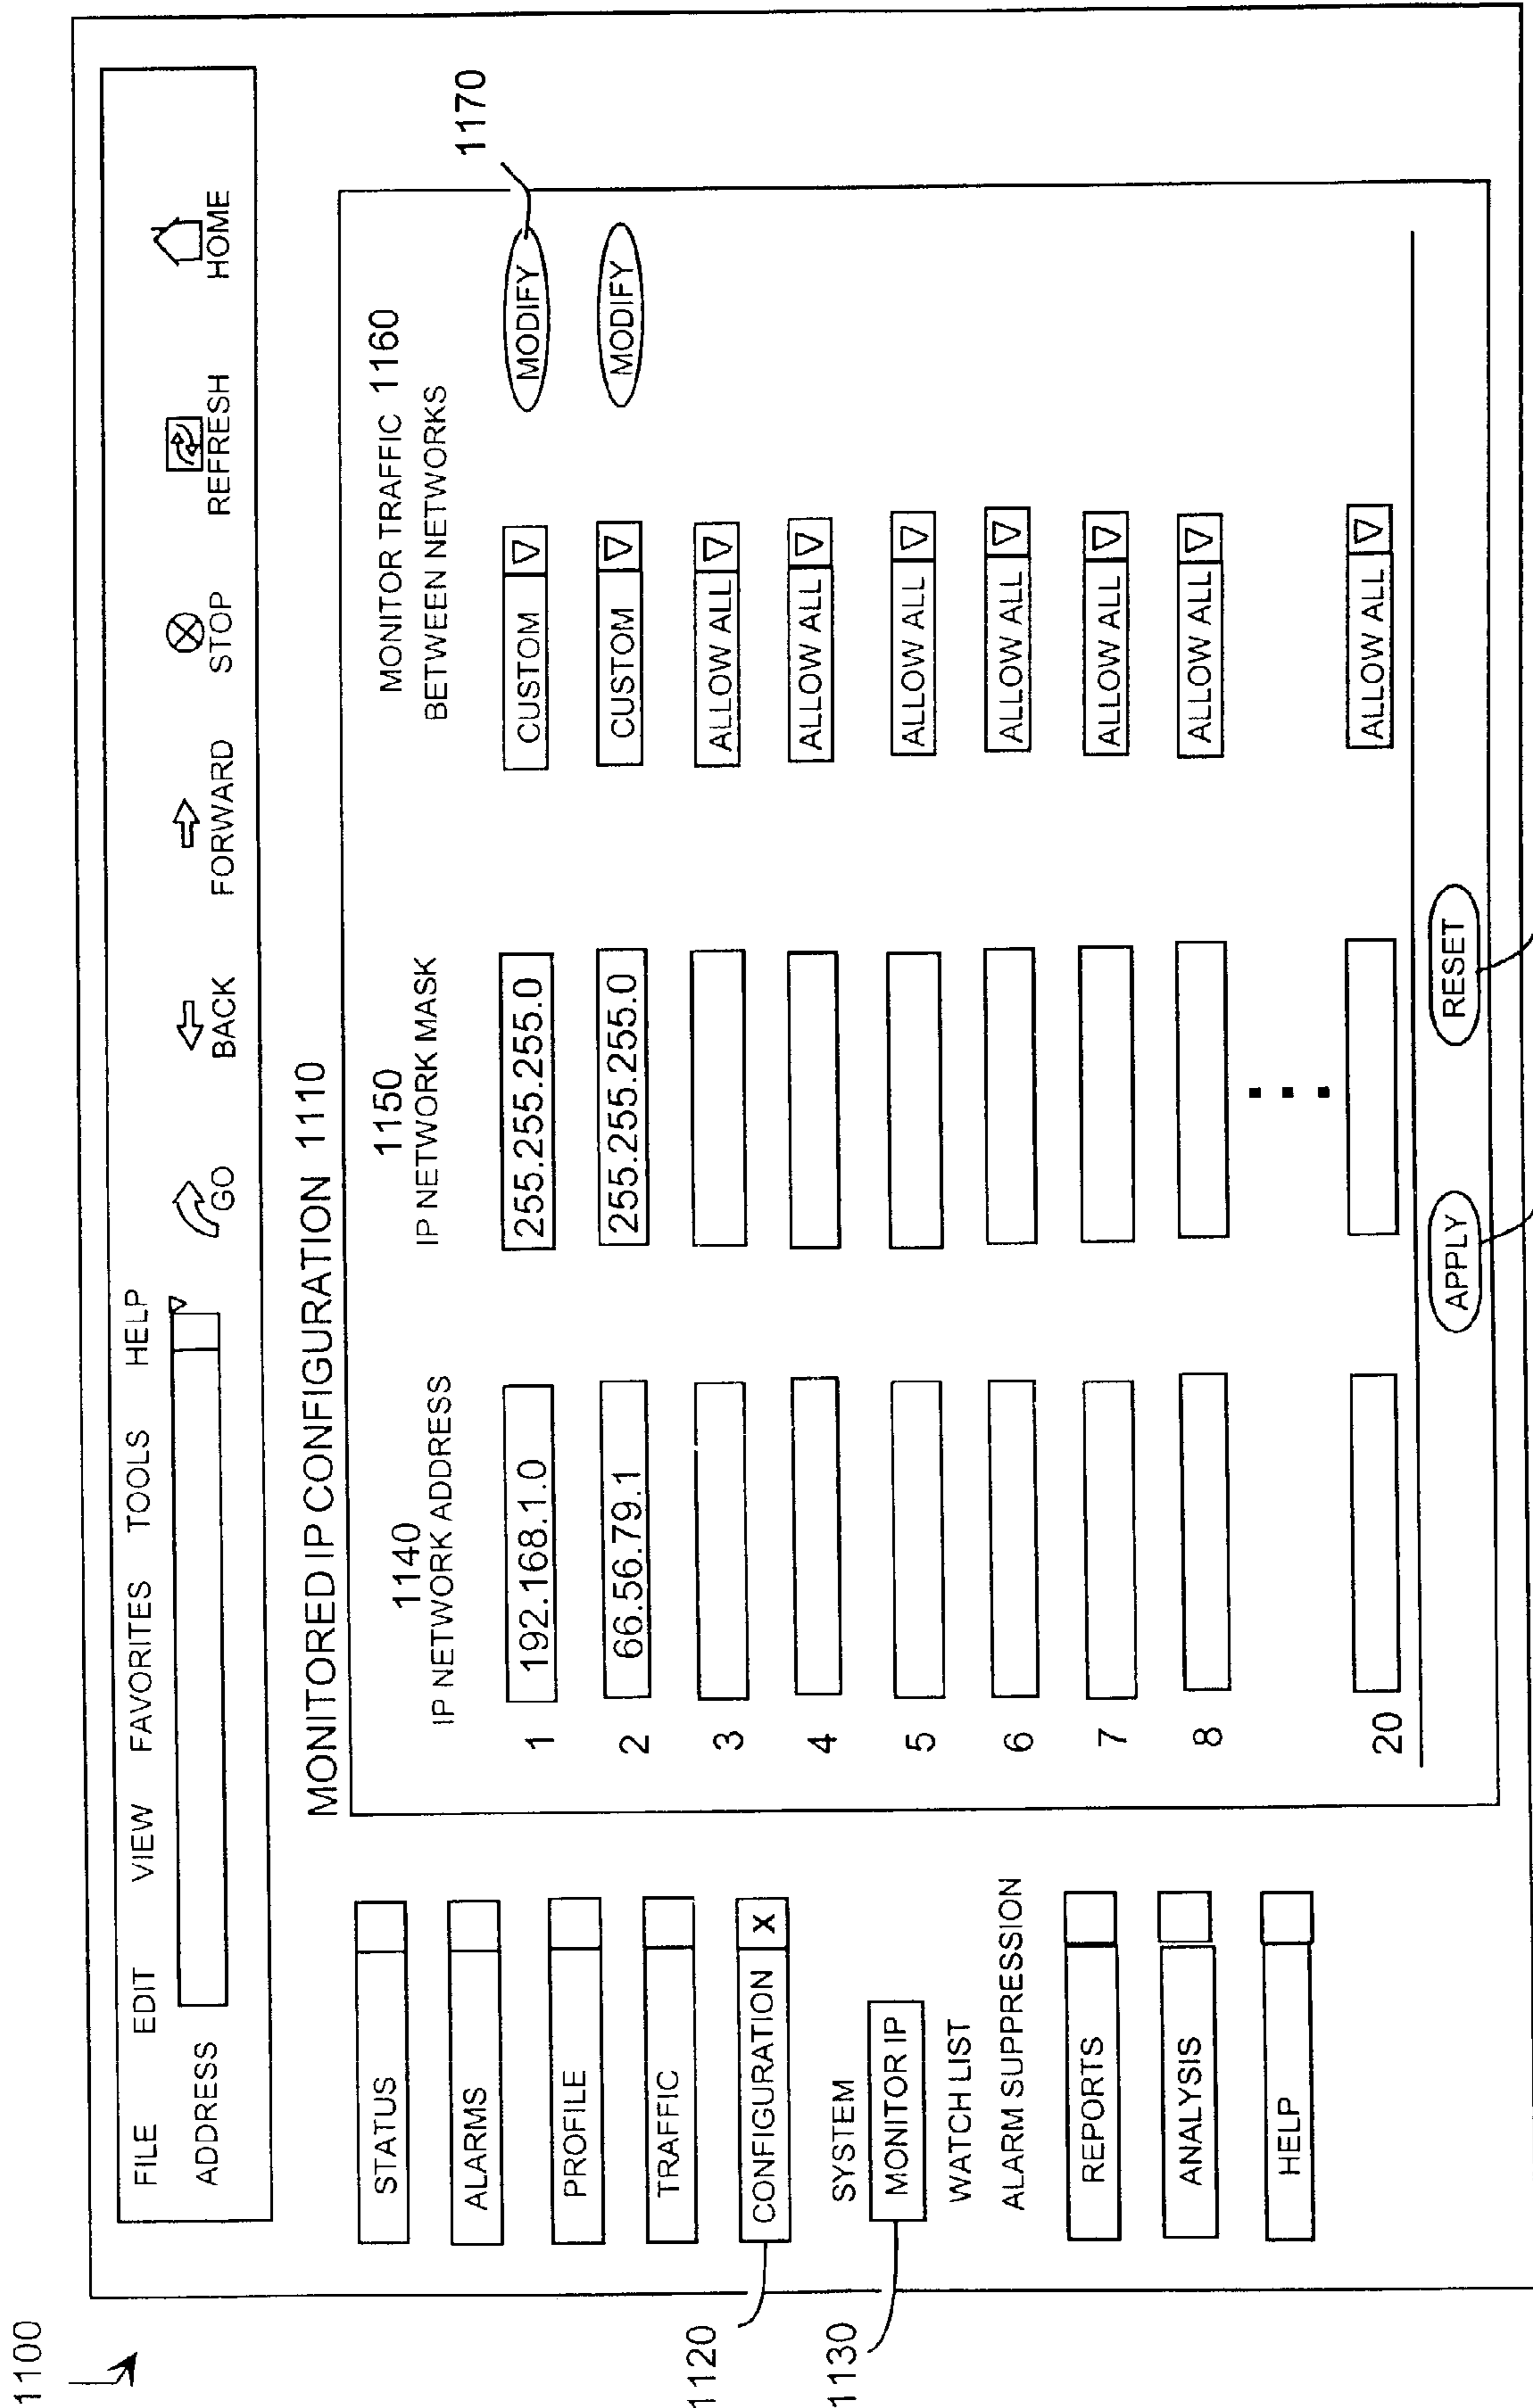 1100
FILE EDIT VIEW FAVORITES TOOLS HELP
ADDRESS
GO
BACK
FORWARD
STOP
REFRESH
HOME
MONITORED IP CONFIGURATION 1110
STATUS
ALARMS
PROFILE
TRAFFIC
1120
CONFIGURATION X
SYSTEM
1130
MONITOR IP
WATCH LIST
ALARM SUPPRESSION
REPORTS
ANALYSIS
HELP
1140
IP NETWORK ADDRESS
1150
IP NETWORK MASK
MONITOR TRAFFIC 1160
BETWEEN NETWORKS
1170
1 192.168.1.0 255.255.255.0 CUSTOM MODIFY
2 66.56.79.1 255.255.255.0 CUSTOM MODIFY
3 ALLOW ALL
4 ALLOW ALL
5 ALLOW ALL
6 ALLOW ALL
7 ALLOW ALL
8 ALLOW ALL
20 ALLOW ALL
APPLY RESET